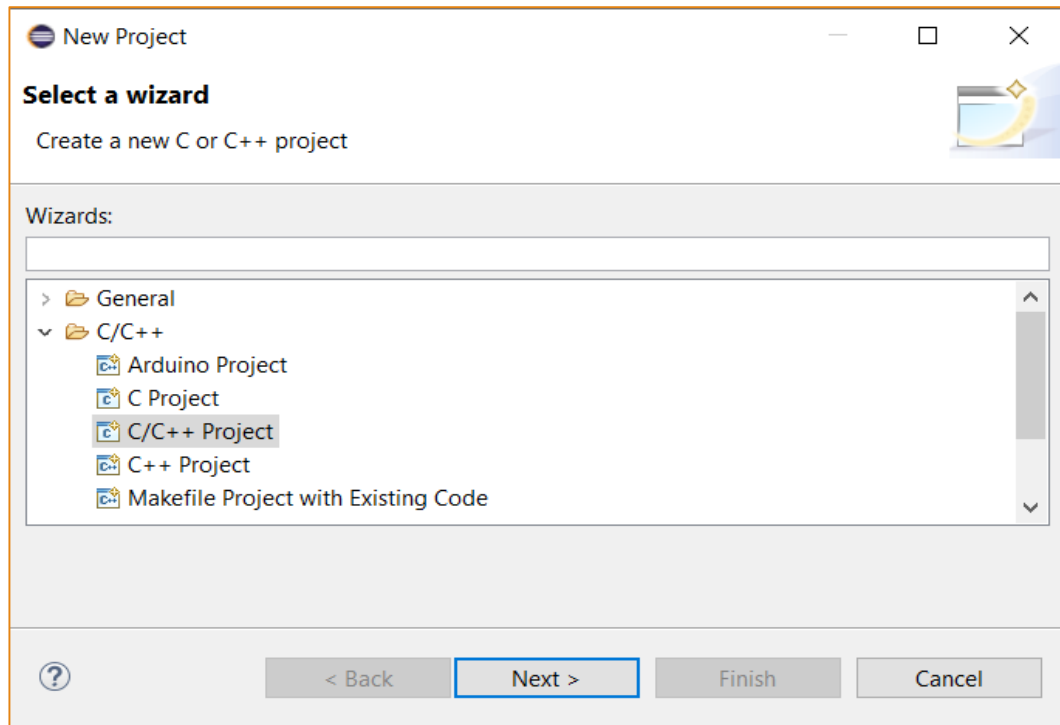 New Project
Select a wizard
Create a new C or C++ project
Wizards:
General
C/C++
Arduino Project
C Project
C/C++ Project
C++ Project
Makefile Project with Existing Code
? < Back Next > Finish Cancel